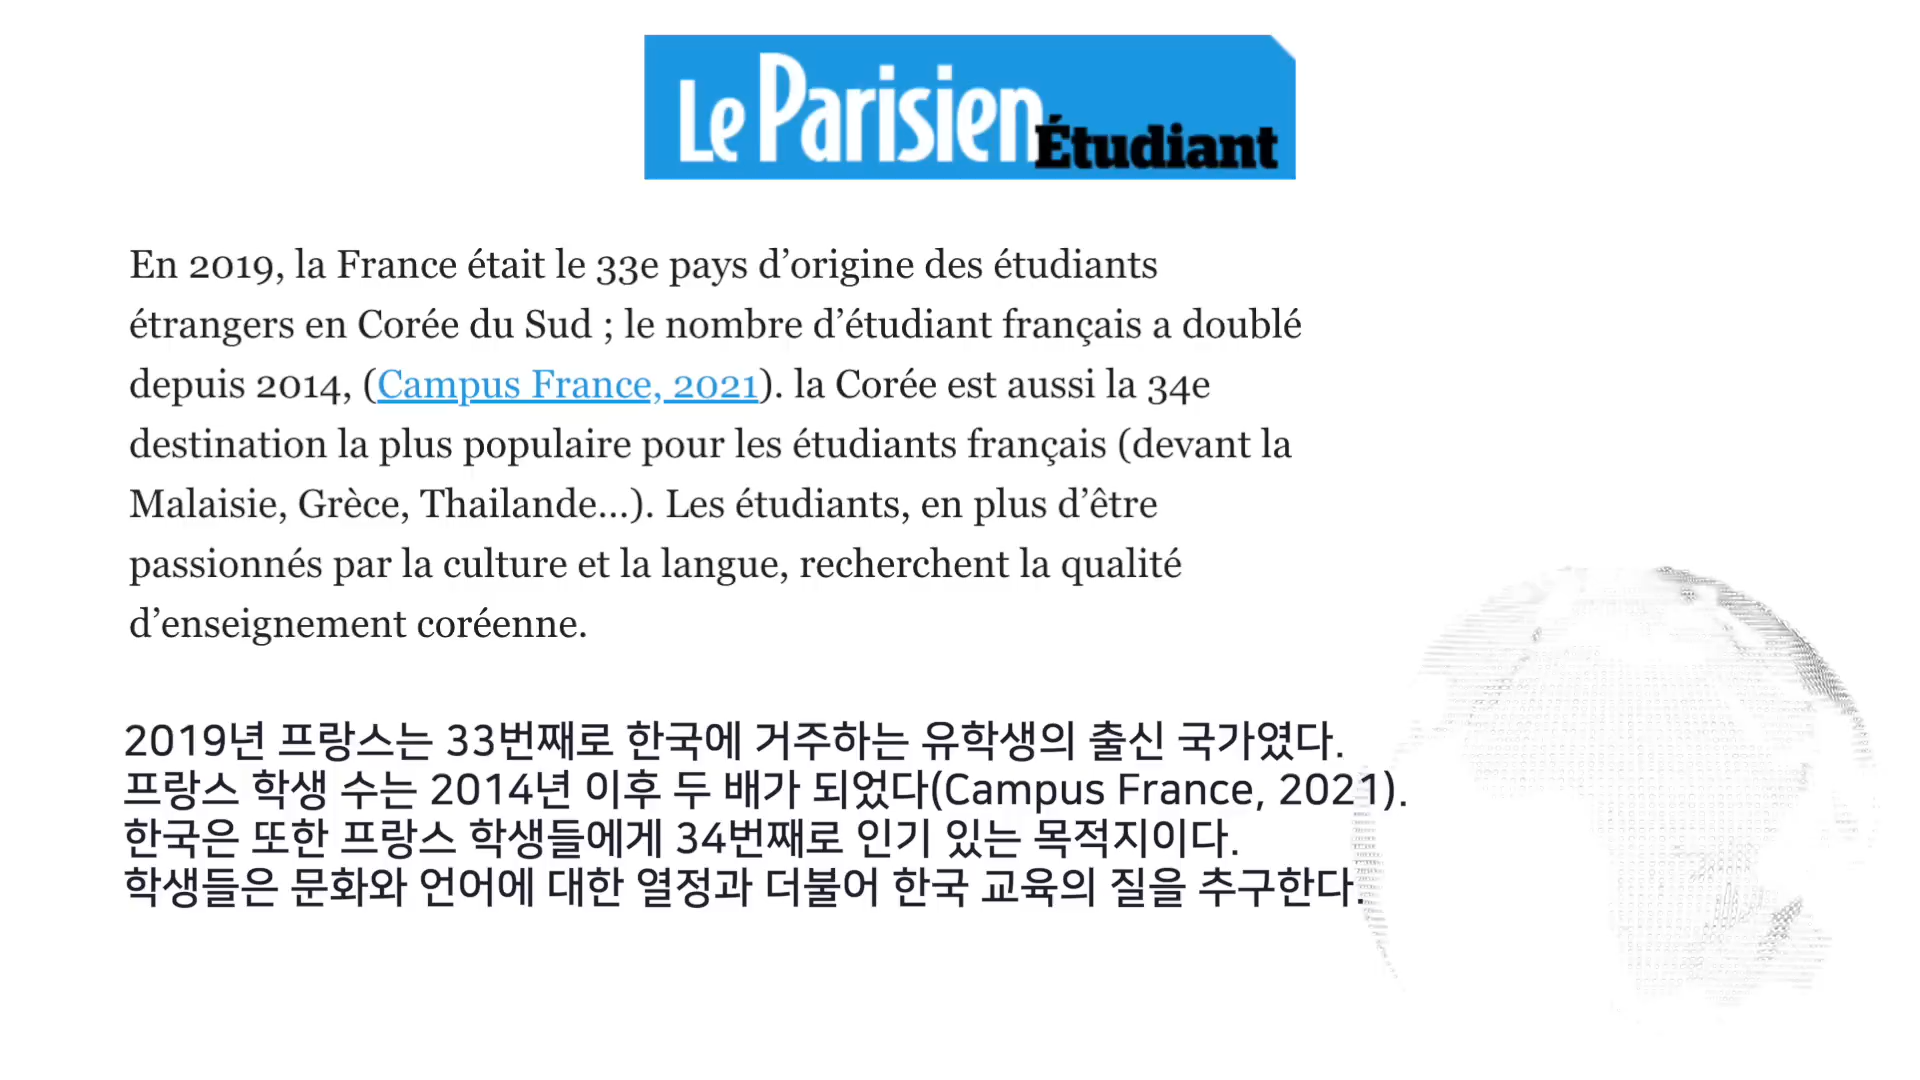 Le Parisien Étudiant
En 2019, la France était le 33e pays d’origine des étudiants
étrangers en Corée du Sud ; le nombre d’étudiant français a doublé
depuis 2014, (Campus France, 2021). la Corée est aussi la 34e
destination la plus populaire pour les étudiants français (devant la
Malaisie, Grèce, Thailande...). Les étudiants, en plus d’être
passionnés par la culture et la langue, recherchent la qualité
d’enseignement coréenne.
2019년 프랑스는 33번째로 한국에 거주하는 유학생의 출신 국가였다.
프랑스 학생 수는 2014년 이후 두 배가 되었다(Campus France, 2021).
한국은 또한 프랑스 학생들에게 34번째로 인기 있는 목적지이다.
학생들은 문화와 언어에 대한 열정과 더불어 한국 교육의 질을 추구한다.